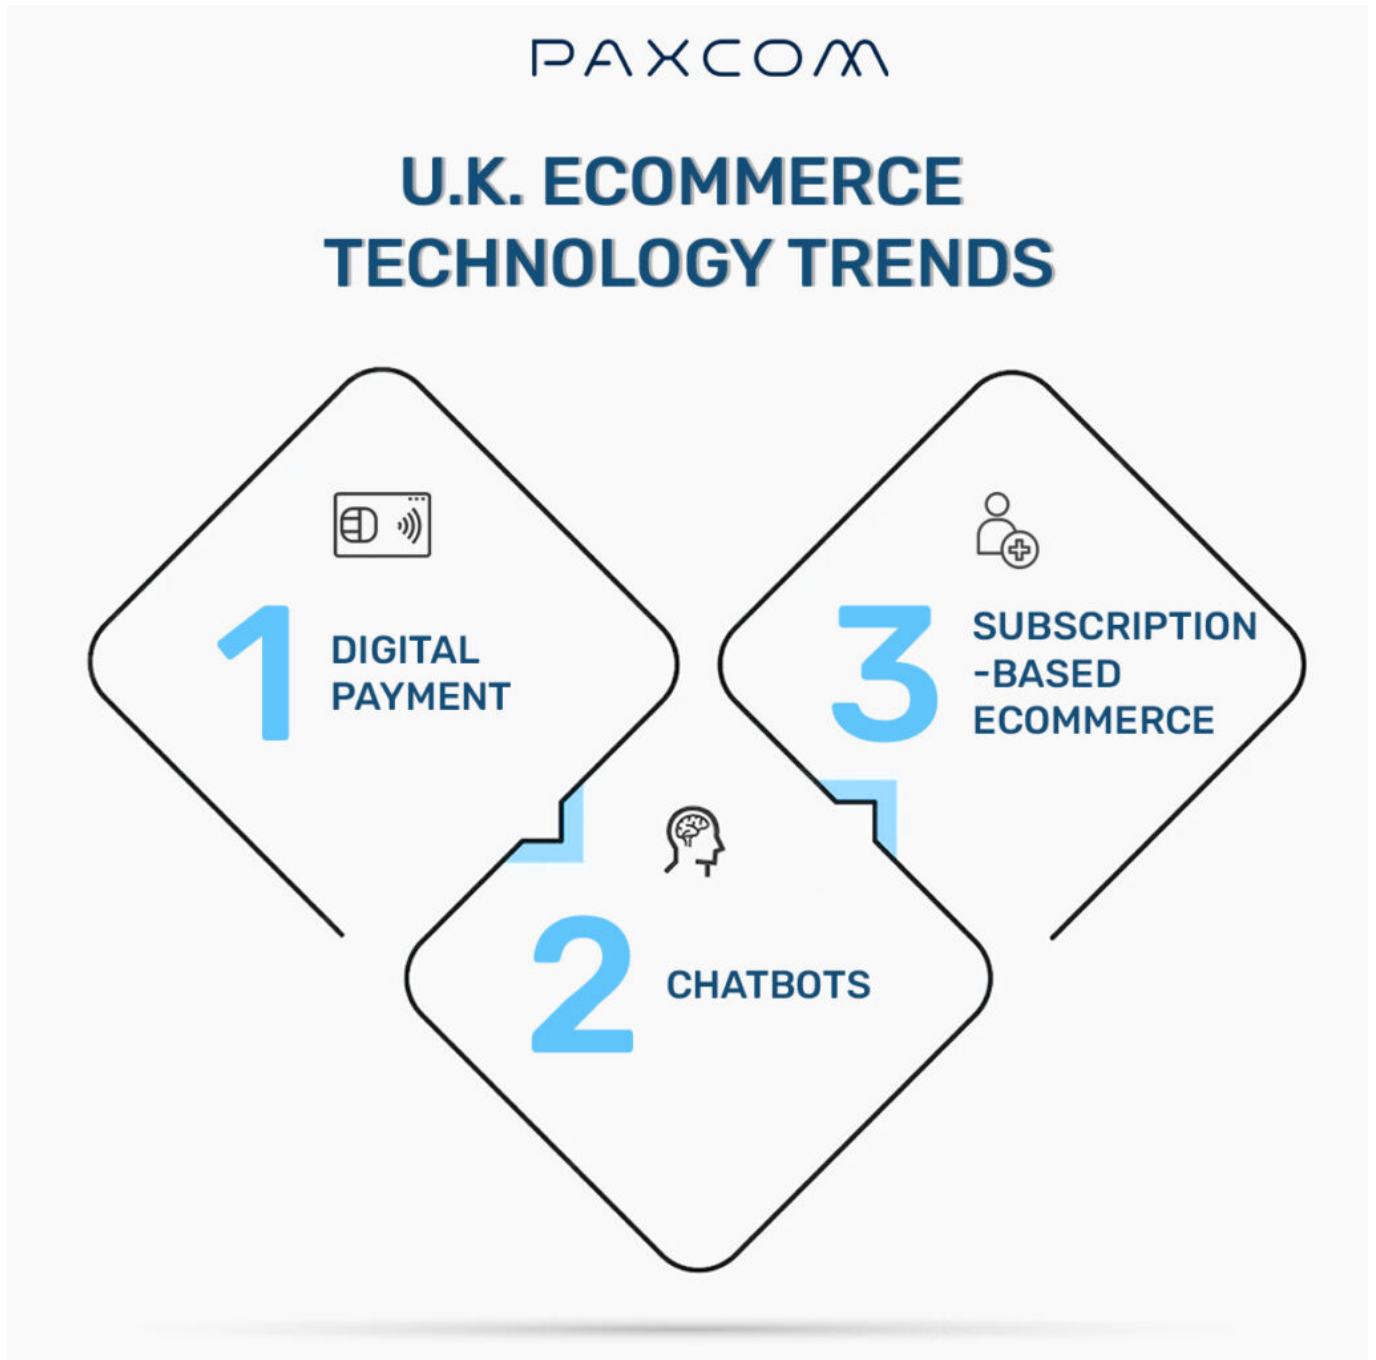 PAXCOM
U.K. ECOMMERCE
TECHNOLOGY TRENDS
1
DIGITAL
PAYMENT
2
CHATBOTS
3
SUBSCRIPTION
-BASED
ECOMMERCE